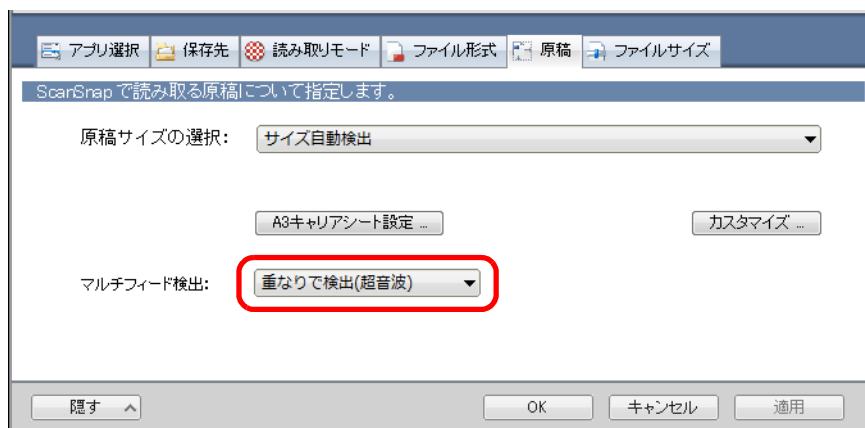 アプリ選択 保存先 読み取りモード ファイル形式 原稿 ファイルサイズ
ScanSnapで読み取る原稿について指定します。
原稿サイズの選択: サイズ自動検出
A3キャリアシート設定 ... カスタマイズ ...
マルチフィード検出: 重なりで検出(超音波)
隠す OK キャンセル 適用